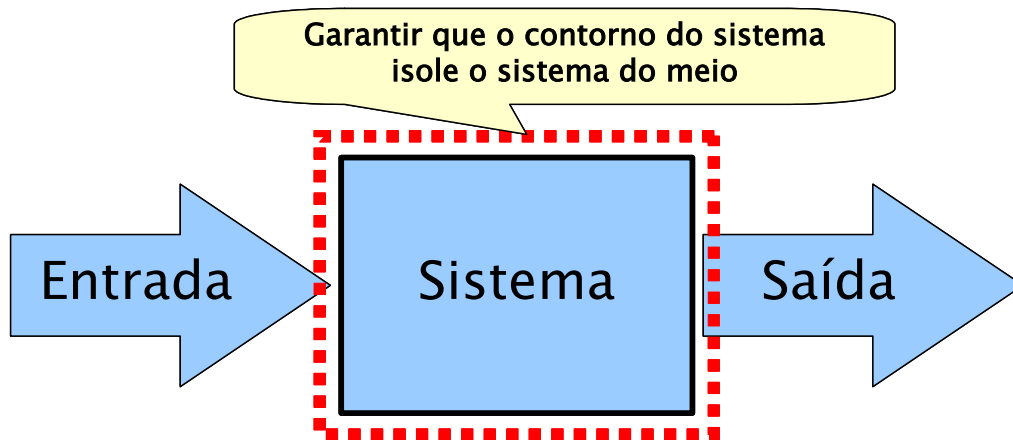 Garantir que o contorno do sistema
isole o sistema do meio
Entrada
Sistema
Saída